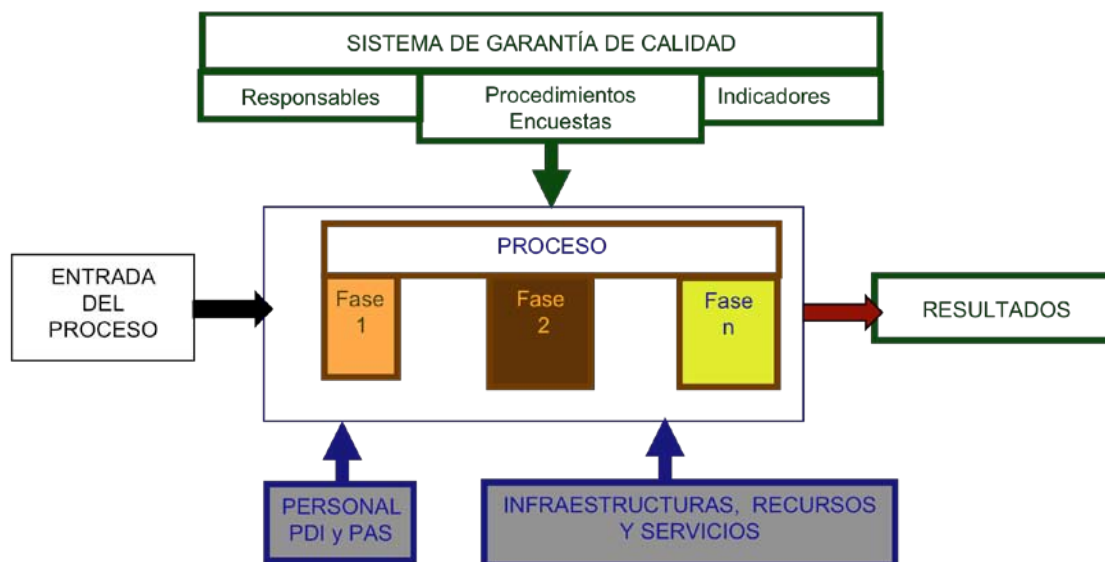 SISTEMA DE GARANTÍA DE CALIDAD
Responsables
Procedimientos
Encuestas
Indicadores
PROCESO
ENTRADA
DEL
PROCESO
Fase
1
Fase
2
Fase
n
RESULTADOS
PERSONAL
PDI y PAS
INFRAESTRUCTURAS, RECURSOS
Y SERVICIOS